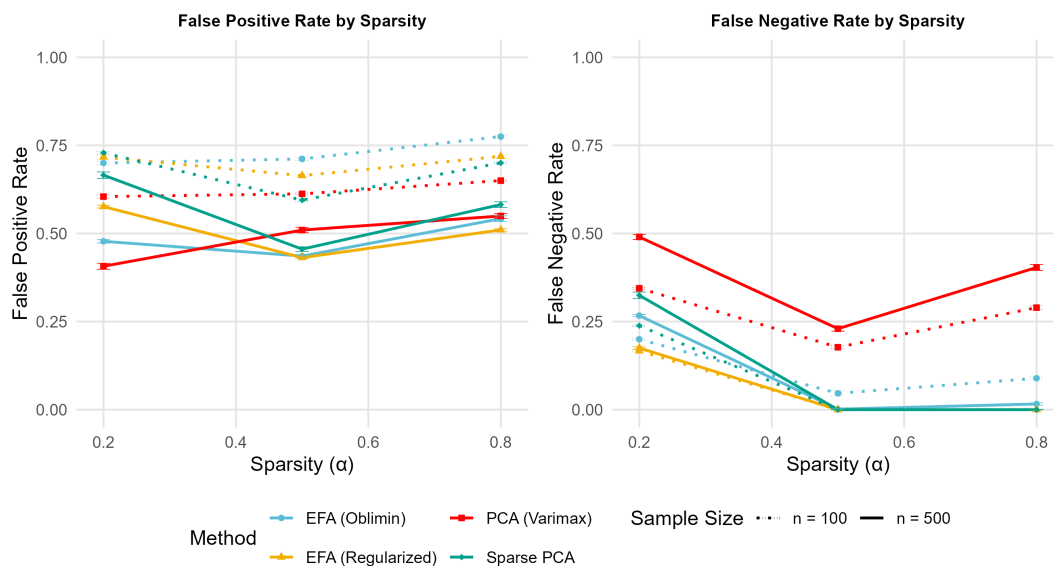 False Positive Rate by Sparsity
False Negative Rate by Sparsity
False Positive Rate
1.00
0.75
0.50
0.25
0.00
0.2
0.4
0.6
0.8
Sparsity (α)
False Negative Rate
1.00
0.75
0.50
0.25
0.00
0.2
0.4
0.6
0.8
Sparsity (α)
Method
EFA (Oblimin)
PCA (Varimax)
EFA (Regularized)
Sparse PCA
Sample Size
n = 100
n = 500